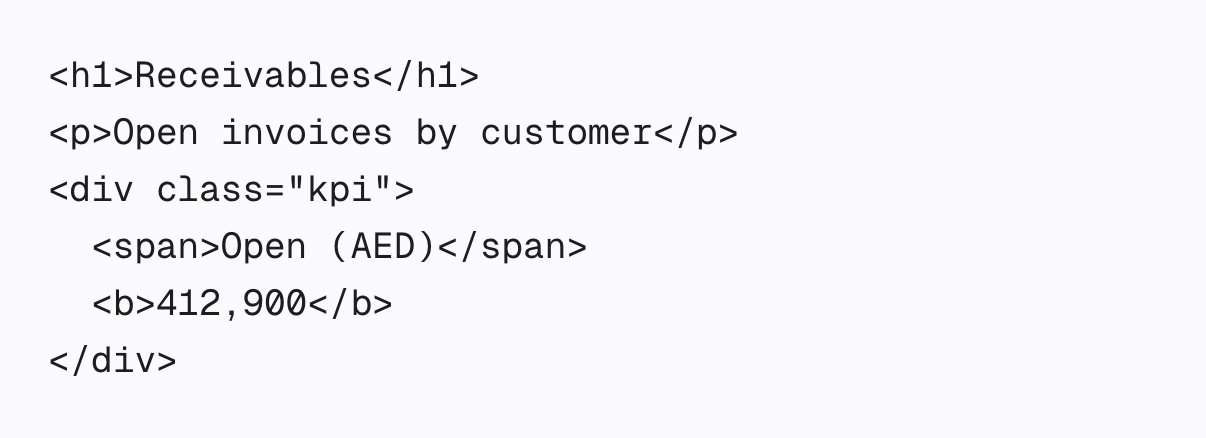 <h1>Receivables</h1>
<p>Open invoices by customer</p>
<div class="kpi">
  <span>Open (AED)</span>
  <b>412,900</b>
</div>